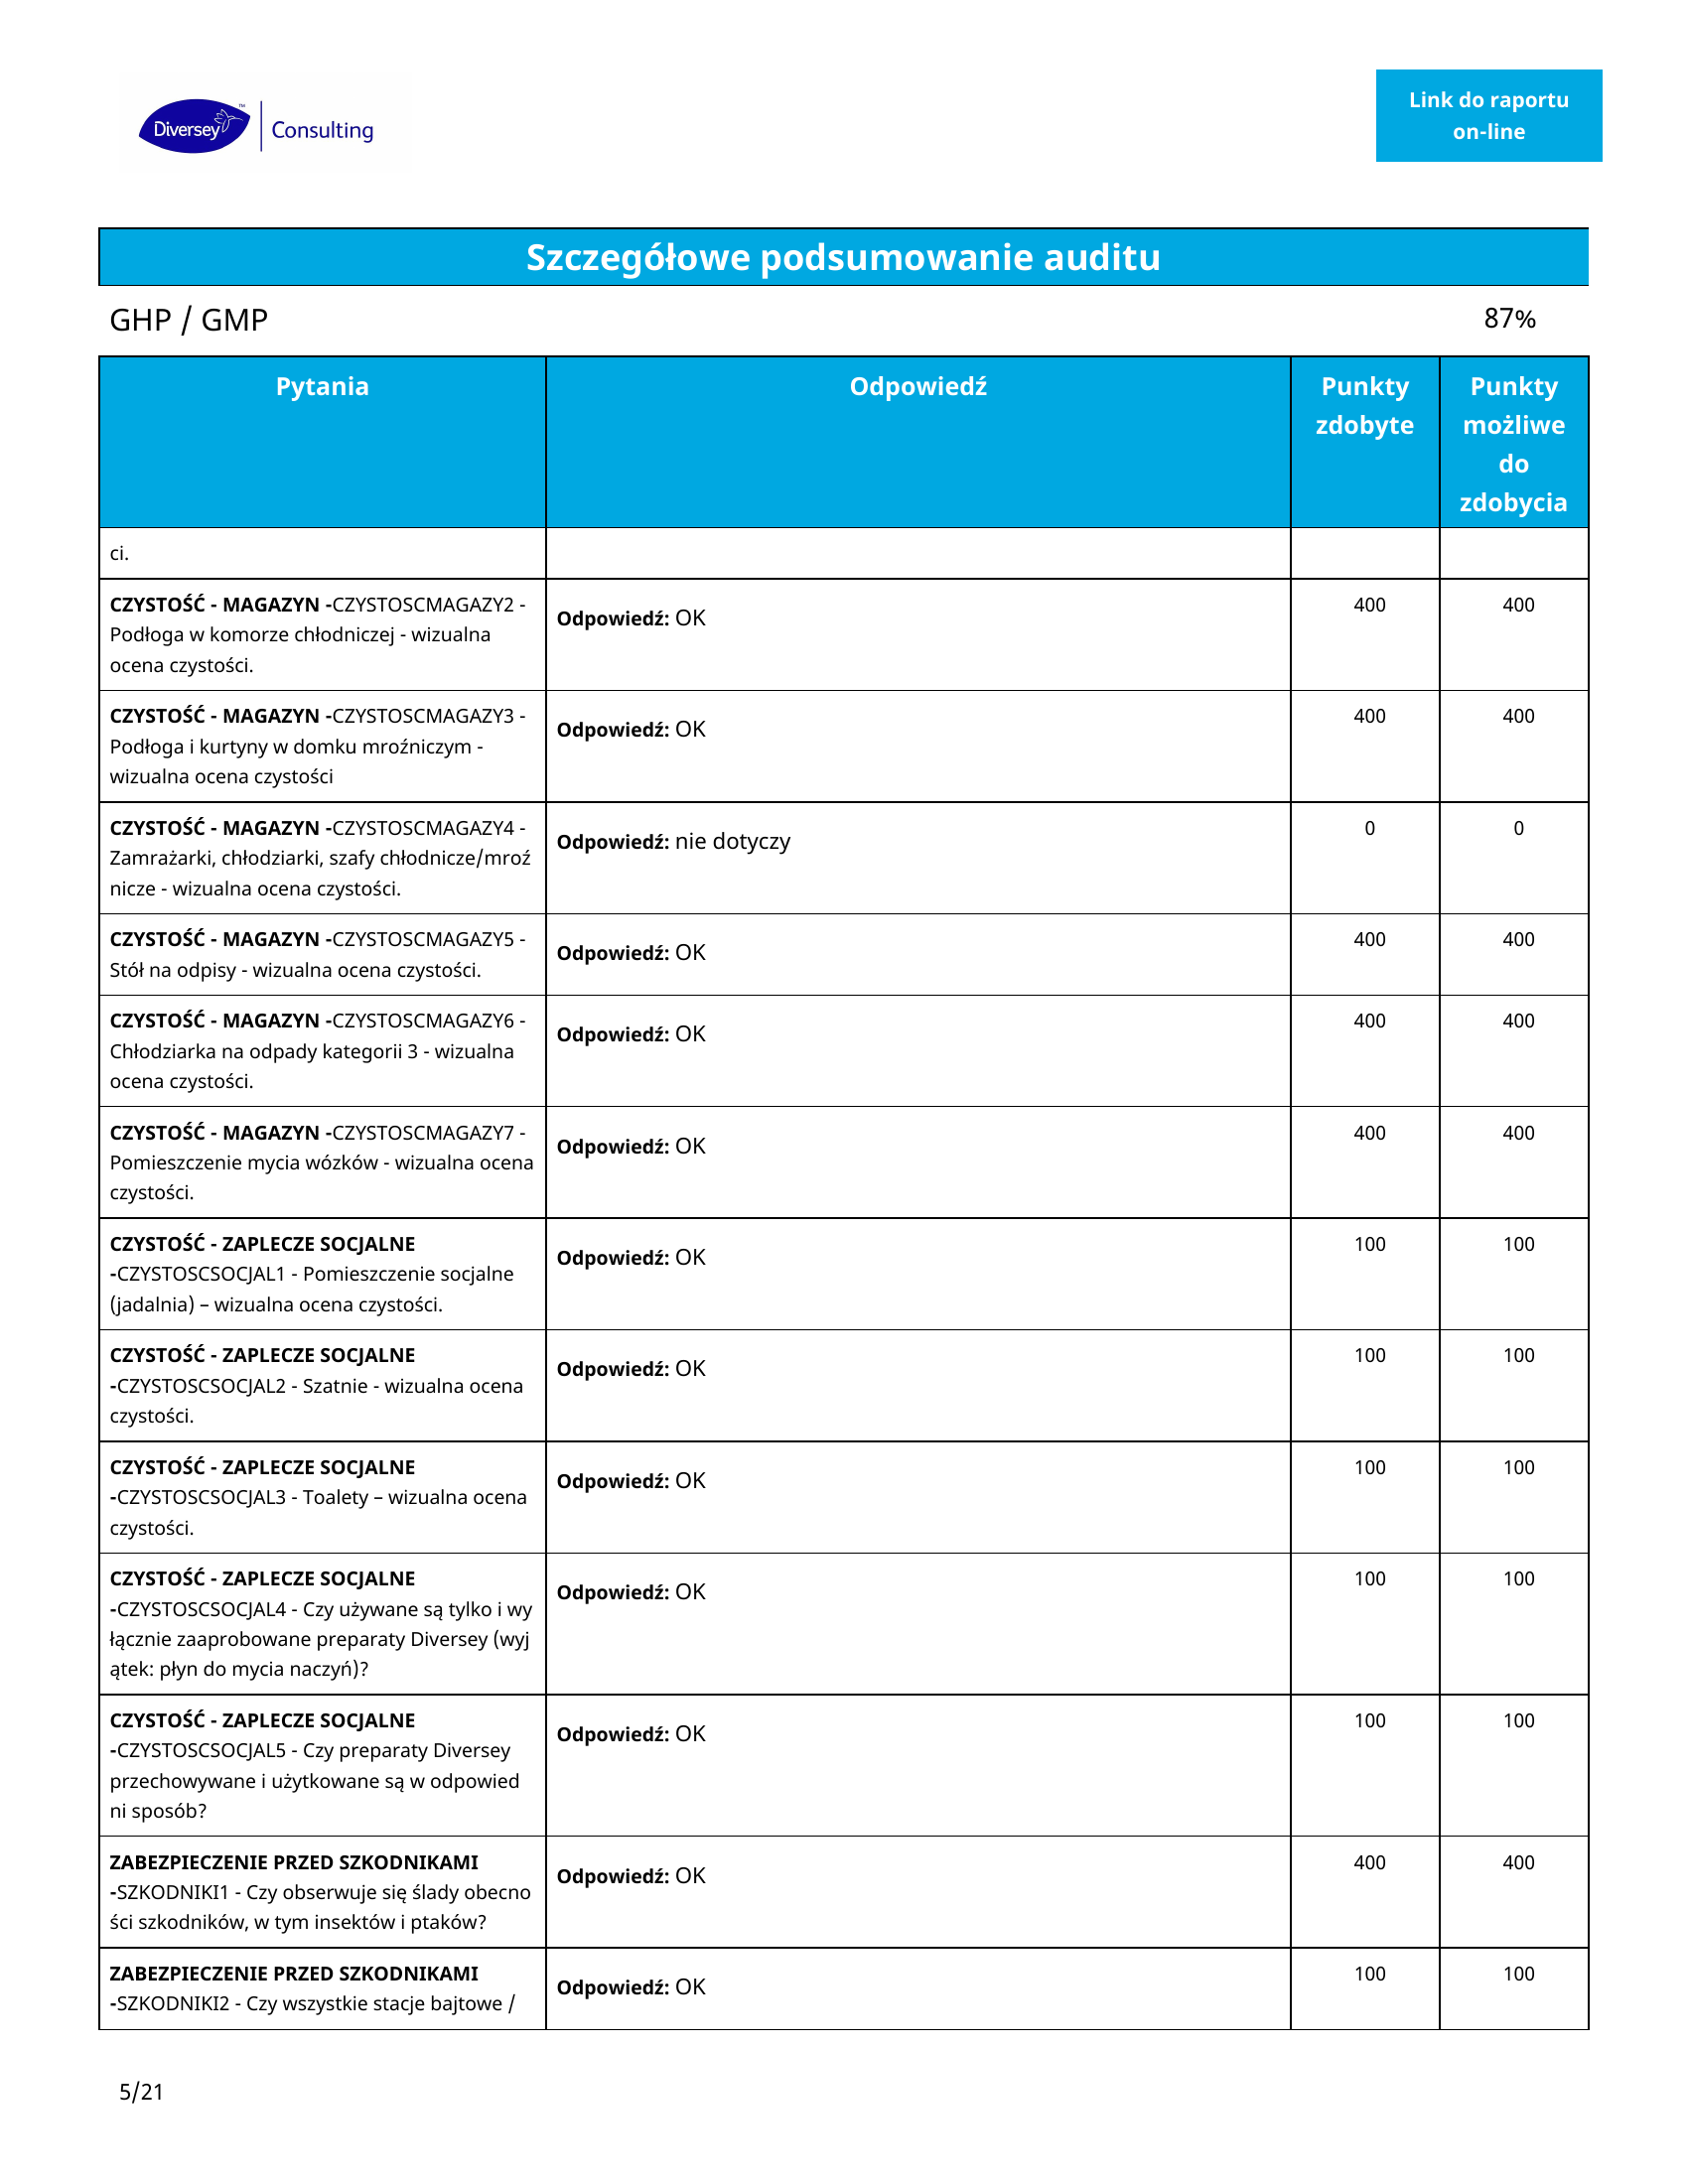 Diversey™ Consulting
Link do raportu
on-line
Szczegółowe podsumowanie auditu
GHP / GMP 87%
Pytania Odpowiedź Punkty zdobyte Punkty możliwe do zdobycia
ci.
CZYSTOŚĆ - MAGAZYN -CZYSTOSCMAGAZY2 -
Podłoga w komorze chłodniczej - wizualna
ocena czystości.
Odpowiedź: OK
400
400
CZYSTOŚĆ - MAGAZYN -CZYSTOSCMAGAZY3 -
Podłoga i kurtyny w domku mroźniczym -
wizualna ocena czystości
Odpowiedź: OK
400
400
CZYSTOŚĆ - MAGAZYN -CZYSTOSCMAGAZY4 -
Zamrażarki, chłodziarki, szafy chłodnicze/mroź
nicze - wizualna ocena czystości.
Odpowiedź: nie dotyczy
0
0
CZYSTOŚĆ - MAGAZYN -CZYSTOSCMAGAZY5 -
Stół na odpisy - wizualna ocena czystości.
Odpowiedź: OK
400
400
CZYSTOŚĆ - MAGAZYN -CZYSTOSCMAGAZY6 -
Chłodziarka na odpady kategorii 3 - wizualna
ocena czystości.
Odpowiedź: OK
400
400
CZYSTOŚĆ - MAGAZYN -CZYSTOSCMAGAZY7 -
Pomieszczenie mycia wózków - wizualna ocena
czystości.
Odpowiedź: OK
400
400
CZYSTOŚĆ - ZAPLECZE SOCJALNE
-CZYSTOSCSOCJAL1 - Pomieszczenie socjalne
(jadalnia) – wizualna ocena czystości.
Odpowiedź: OK
100
100
CZYSTOŚĆ - ZAPLECZE SOCJALNE
-CZYSTOSCSOCJAL2 - Szatnie - wizualna ocena
czystości.
Odpowiedź: OK
100
100
CZYSTOŚĆ - ZAPLECZE SOCJALNE
-CZYSTOSCSOCJAL3 - Toalety – wizualna ocena
czystości.
Odpowiedź: OK
100
100
CZYSTOŚĆ - ZAPLECZE SOCJALNE
-CZYSTOSCSOCJAL4 - Czy używane są tylko i wy
łącznie zaaprobowane preparaty Diversey (wyj
ątek: płyn do mycia naczyń)?
Odpowiedź: OK
100
100
CZYSTOŚĆ - ZAPLECZE SOCJALNE
-CZYSTOSCSOCJAL5 - Czy preparaty Diversey
przechowywane i użytkowane są w odpowied
ni sposób?
Odpowiedź: OK
100
100
ZABEZPIECZENIE PRZED SZKODNIKAMI
-SZKODNIKI1 - Czy obserwuje się ślady obecno
ści szkodników, w tym insektów i ptaków?
Odpowiedź: OK
400
400
ZABEZPIECZENIE PRZED SZKODNIKAMI
-SZKODNIKI2 - Czy wszystkie stacje bajtowe /
Odpowiedź: OK
100
100
5/21